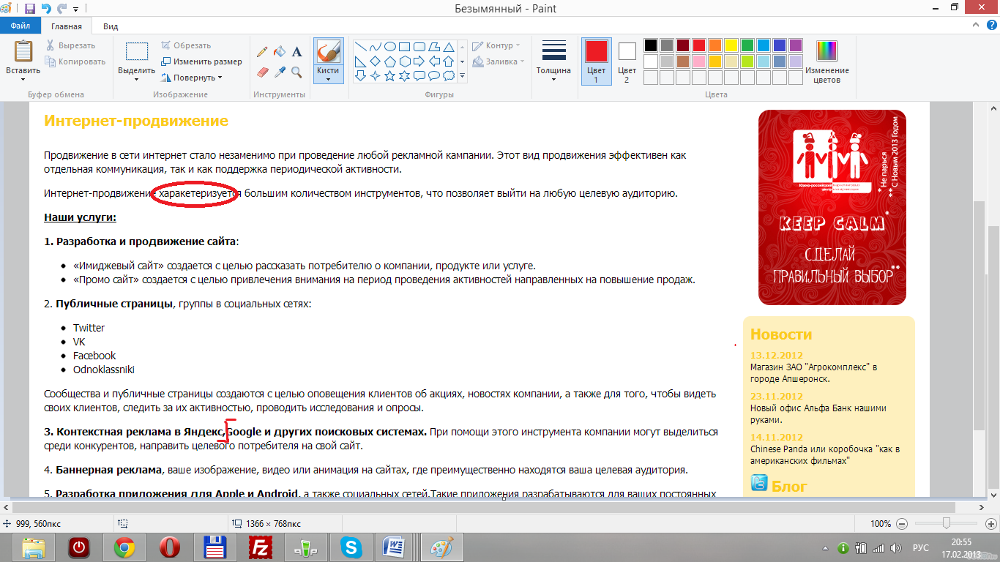 Безымянный - Paint
Файл
Главная
Вид
Вставить
Вырезать
Копировать
Буфер обмена
Выделить
Обрезать
Изменить размер
Повернуть
Изображение
Инструменты
Кисти
Контур
Заливка
Фигуры
Толщина
Цвет 1
Цвет 2
Изменение цветов
Цвета
Интернет-продвижение
Продвижение в сети интернет стало незаменимо при проведение любой рекламной кампании. Этот вид продвижения эффективен как
отдельная коммуникация, так и как поддержка периодической активности.
Интернет-продвижение характеризуется большим количеством инструментов, что позволяет выйти на любую целевую аудиторию.
Наши услуги:
1. Разработка и продвижение сайта:
«Имиджевый сайт» создается с целью рассказать потребителю о компании, продукте или услуге.
«Промо сайт» создается с целью привлечения внимания на период проведения активностей направленных на повышение продаж.
2. Публичные страницы, группы в социальных сетях:
Twitter
VK
Facebook
Odnoklassniki
Сообщества и публичные страницы создаются с целью оповещения клиентов об акциях, новостях компании, а также для того, чтобы видеть
своих клиентов, следить за их активностью, проводить исследования и опросы.
3. Контекстная реклама в Яндекс,Google и других поисковых системах. При помощи этого инструмента компании могут выделиться
среди конкурентов, направить целевого потребителя на свой сайт.
4. Баннерная реклама, ваше изображение, видео или анимация на сайтах, где преимущественно находятся ваша целевая аудитория.
5. Разработка приложения для Apple и Android, а также социальных сетей.Такие приложения разрабатываются для ваших постоянных
* Не парься
** С Новым 2013 Годом
KEEP CALM*
СДЕЛАЙ
ПРАВИЛЬНЫЙ ВЫБОР**
Новости
13.12.2012
Магазин ЗАО "Агрокомплекс" в
городе Апшеронск.
23.11.2012
Новый офис Альфа Банк нашими
руками.
14.11.2012
Chinese Panda или коробочка "как в
американских фильмах"
Блог
999, 560пкс
1366 × 768пкс
100%
РУС
20:55
17.02.2013